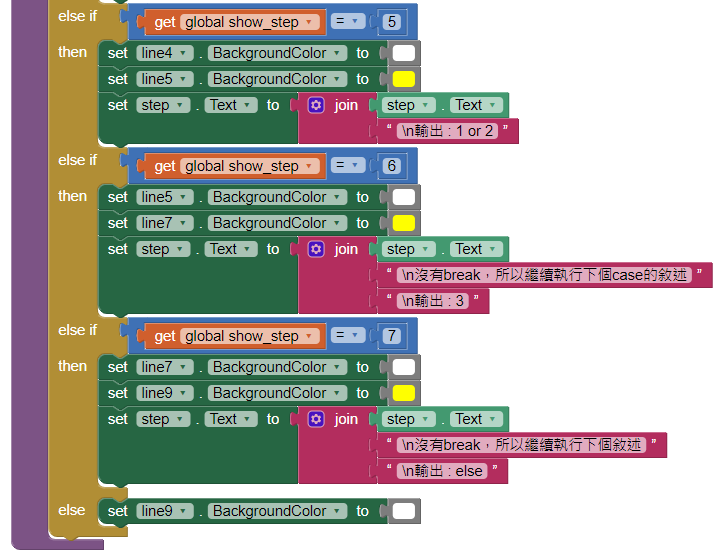 else if get global show_step = 5
then set line4 . BackgroundColor to
set line5 . BackgroundColor to
set step . Text to join step . Text
“ \n輸出 : 1 or 2 ”
else if get global show_step = 6
then set line5 . BackgroundColor to
set line7 . BackgroundColor to
set step . Text to join step . Text
“ \n沒有break，所以繼續執行下個case的敘述 ”
“ \n輸出 : 3 ”
else if get global show_step = 7
then set line7 . BackgroundColor to
set line9 . BackgroundColor to
set step . Text to join step . Text
“ \n沒有break，所以繼續執行下個敘述 ”
“ \n輸出 : else ”
else set line9 . BackgroundColor to